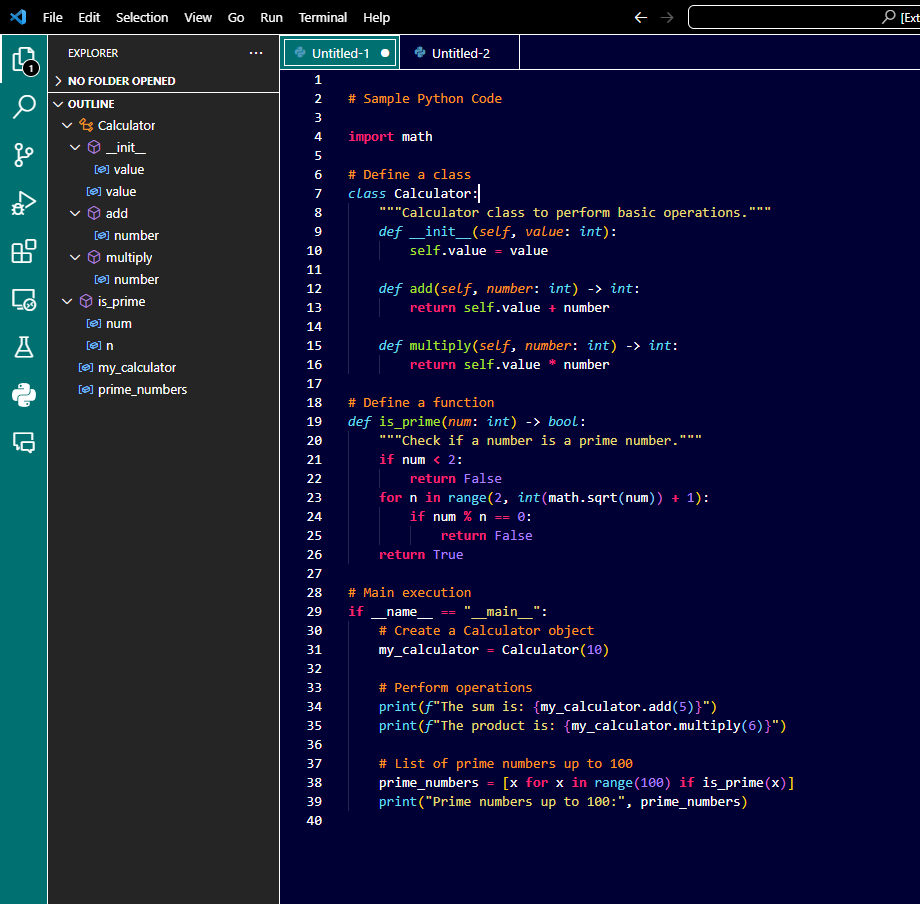 File Edit Selection View Go Run Terminal Help
[Ext
EXPLORER ···
Untitled-1
Untitled-2
1
NO FOLDER OPENED
OUTLINE
Calculator
__init__
value
value
add
number
multiply
number
is_prime
num
n
my_calculator
prime_numbers
1
2 # Sample Python Code
3
4 import math
5
6 # Define a class
7 class Calculator:
8 """Calculator class to perform basic operations."""
9 def __init__(self, value: int):
10 self.value = value
11
12 def add(self, number: int) -> int:
13 return self.value + number
14
15 def multiply(self, number: int) -> int:
16 return self.value * number
17
18 # Define a function
19 def is_prime(num: int) -> bool:
20 """Check if a number is a prime number."""
21 if num < 2:
22 return False
23 for n in range(2, int(math.sqrt(num)) + 1):
24 if num % n == 0:
25 return False
26 return True
27
28 # Main execution
29 if __name__ == "__main__":
30 # Create a Calculator object
31 my_calculator = Calculator(10)
32
33 # Perform operations
34 print(f"The sum is: {my_calculator.add(5)}")
35 print(f"The product is: {my_calculator.multiply(6)}")
36
37 # List of prime numbers up to 100
38 prime_numbers = [x for x in range(100) if is_prime(x)]
39 print("Prime numbers up to 100:", prime_numbers)
40